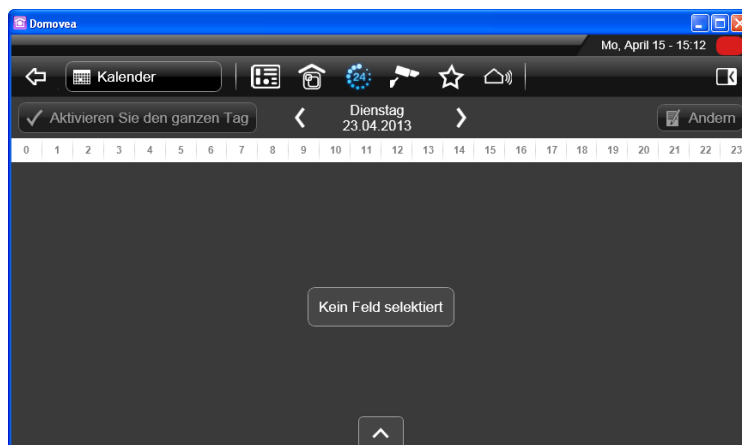 Domovea
Mo, April 15 - 15:12
Kalender
24
Aktivieren Sie den ganzen Tag
Dienstag
23.04.2013
Andern
0 1 2 3 4 5 6 7 8 9 10 11 12 13 14 15 16 17 18 19 20 21 22 23
Kein Feld selektiert